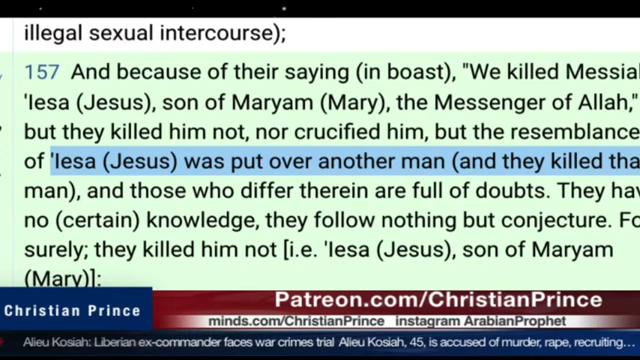 illegal sexual intercourse);
157 And because of their saying (in boast), "We killed Messiah
'Iesa (Jesus), son of Maryam (Mary), the Messenger of Allah,"
but they killed him not, nor crucified him, but the resemblance
of 'Iesa (Jesus) was put over another man (and they killed tha
man), and those who differ therein are full of doubts. They hav
no (certain) knowledge, they follow nothing but conjecture. Fo
surely; they killed him not [i.e. 'Iesa (Jesus), son of Maryam
(Mary)]:
Christian Prince
Patreon.com/ChristianPrince
minds.com/ChristianPrince instagram ArabianProphet
Alieu Kosiah: Liberian ex-commander faces war crimes trial Alieu Kosiah, 45, is accused of murder, rape, recruiting...